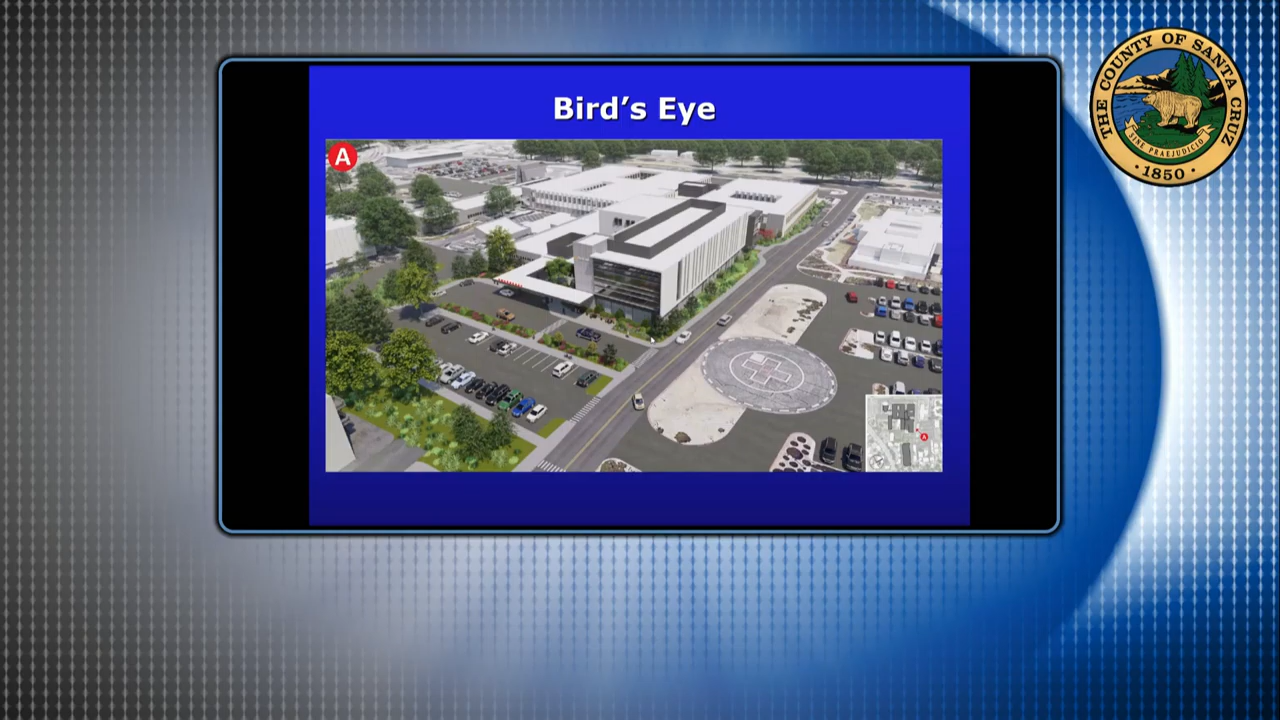 Bird's Eye
A
THE COUNTY OF SANTA CRUZ
SINE PRAEJUDICIO
• 1850 •
A